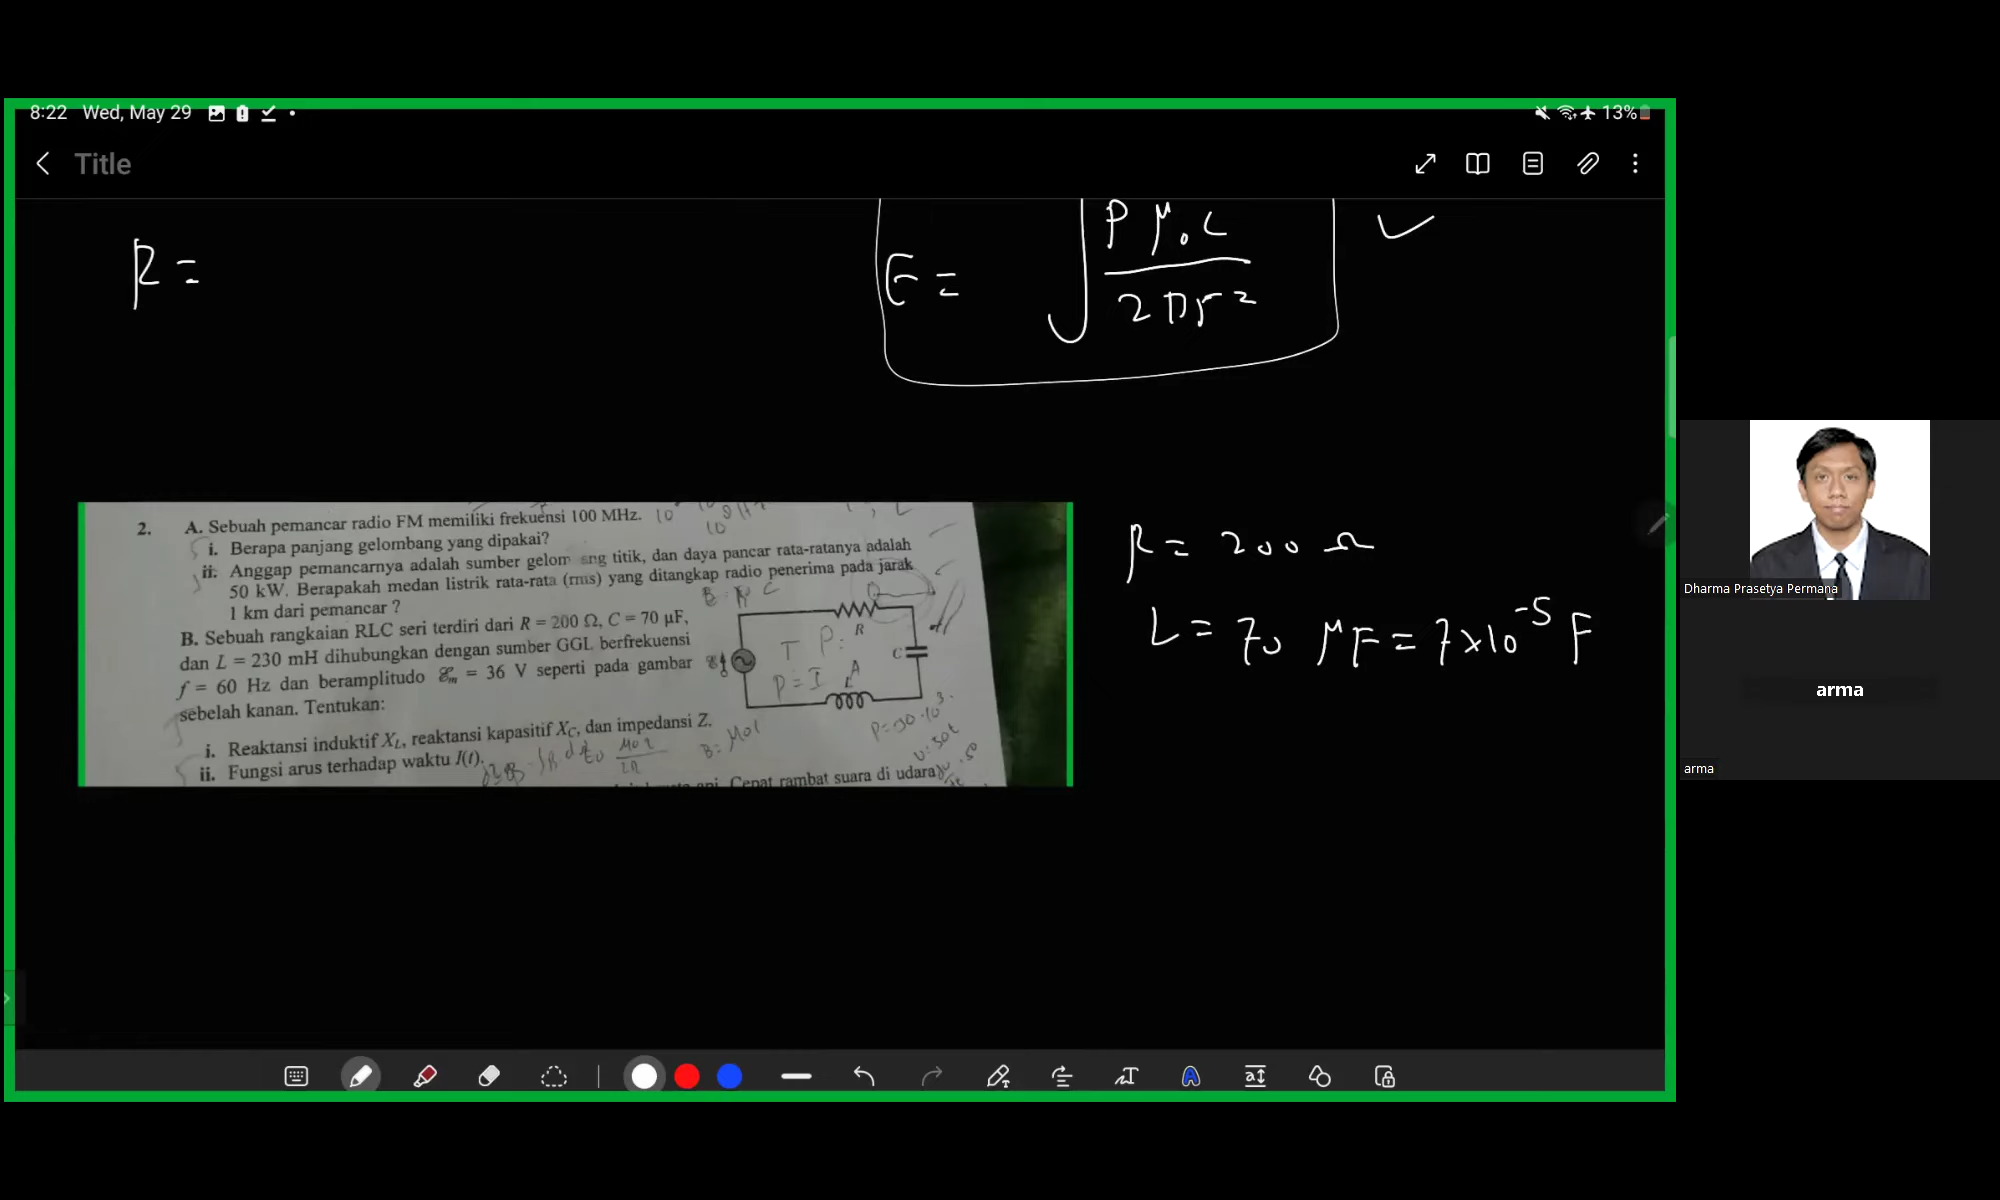 8:22 Wed, May 29
13%
Title
R =
E = √ P μ₀ C / 2 π r²
2. A. Sebuah pemancar radio FM memiliki frekuensi 100 MHz.
i. Berapa panjang gelombang yang dipakai?
ii. Anggap pemancarnya adalah sumber gelom ang titik, dan daya pancar rata-ratanya adalah
50 kW. Berapakah medan listrik rata-rata (rms) yang ditangkap radio penerima pada jarak
1 km dari pemancar ?
B. Sebuah rangkaian RLC seri terdiri dari R = 200 Ω, C = 70 μF,
dan L = 230 mH dihubungkan dengan sumber GGL berfrekuensi
f = 60 Hz dan beramplitudo ℰm = 36 V seperti pada gambar
sebelah kanan. Tentukan:
i. Reaktansi induktif XL, reaktansi kapasitif XC, dan impedansi Z.
ii. Fungsi arus terhadap waktu I(t).
Cepat rambat suara di udara
R
C
L
T P:
P = I A
R = 200 Ω
L = 70 μF = 7 x 10⁻⁵ F
Dharma Prasetya Permana
arma
arma